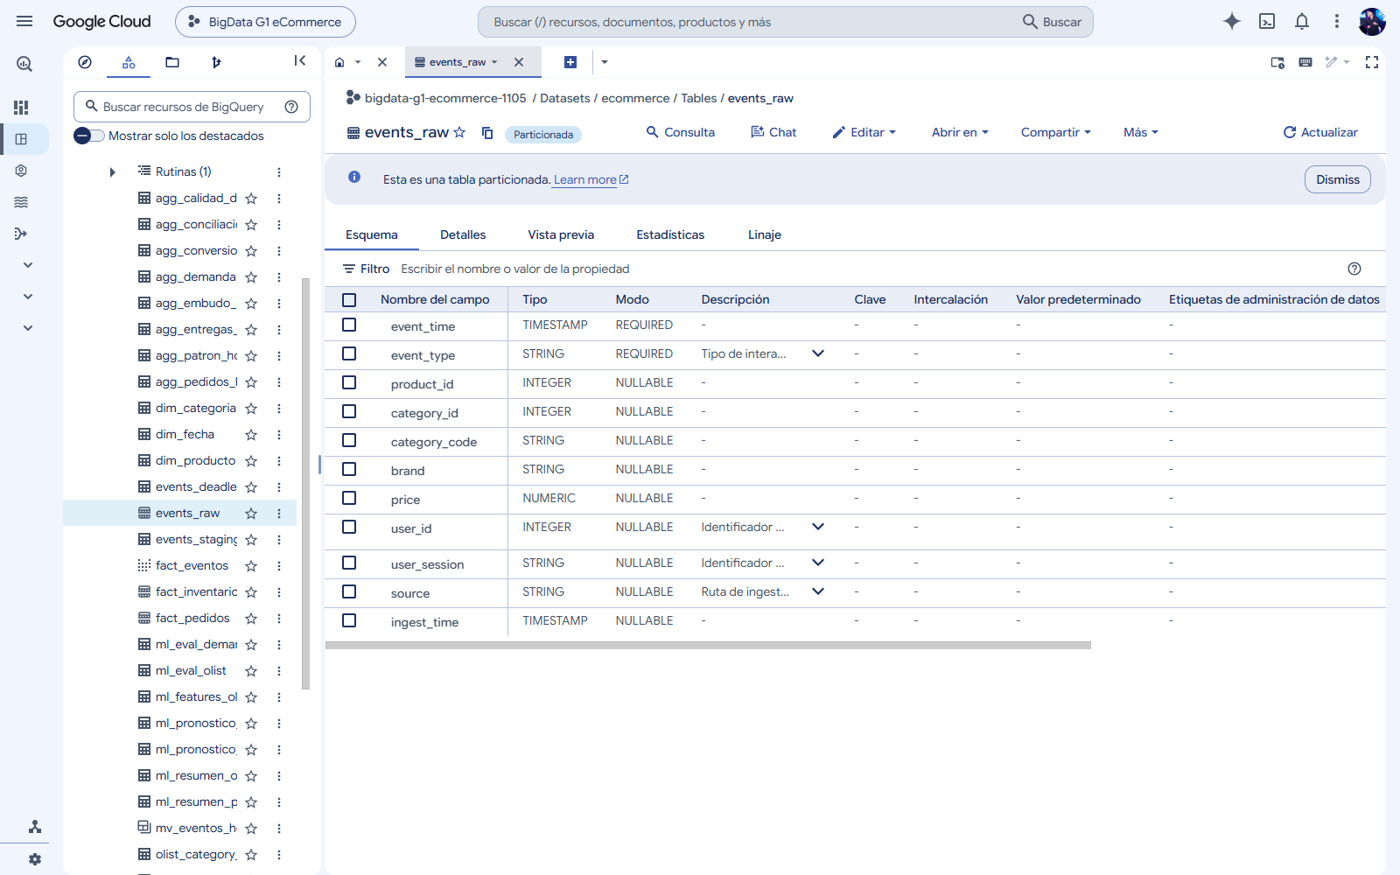 Google Cloud
BigData G1 eCommerce
Buscar (/) recursos, documentos, productos y más
Buscar
events_raw
Buscar recursos de BigQuery
Mostrar solo los destacados
Rutinas (1)
agg_calidad_d
agg_conciliaci
agg_conversio
agg_demanda
agg_embudo_
agg_entregas_
agg_patron_ho
agg_pedidos_l
dim_categoria
dim_fecha
dim_producto
events_deadle
events_raw
events_staging
fact_eventos
fact_inventario
fact_pedidos
ml_eval_demar
ml_eval_olist
ml_features_ol
ml_pronostico_
ml_pronostico_
ml_resumen_o
ml_resumen_p
mv_eventos_h
olist_category_
bigdata-g1-ecommerce-1105 / Datasets / ecommerce / Tables / events_raw
events_raw
Particionada
Consulta
Chat
Editar
Abrir en
Compartir
Más
Actualizar
Esta es una tabla particionada. Learn more
Dismiss
Esquema Detalles Vista previa Estadísticas Linaje
Filtro Escribir el nombre o valor de la propiedad
Nombre del campo Tipo Modo Descripción Clave Intercalación Valor predeterminado Etiquetas de administración de datos
event_time TIMESTAMP REQUIRED - - - - -
event_type STRING REQUIRED Tipo de intera... - - - -
product_id INTEGER NULLABLE - - - - -
category_id INTEGER NULLABLE - - - - -
category_code STRING NULLABLE - - - - -
brand STRING NULLABLE - - - - -
price NUMERIC NULLABLE - - - - -
user_id INTEGER NULLABLE Identificador ... - - - -
user_session STRING NULLABLE Identificador ... - - - -
source STRING NULLABLE Ruta de ingest... - - - -
ingest_time TIMESTAMP NULLABLE - - - - -